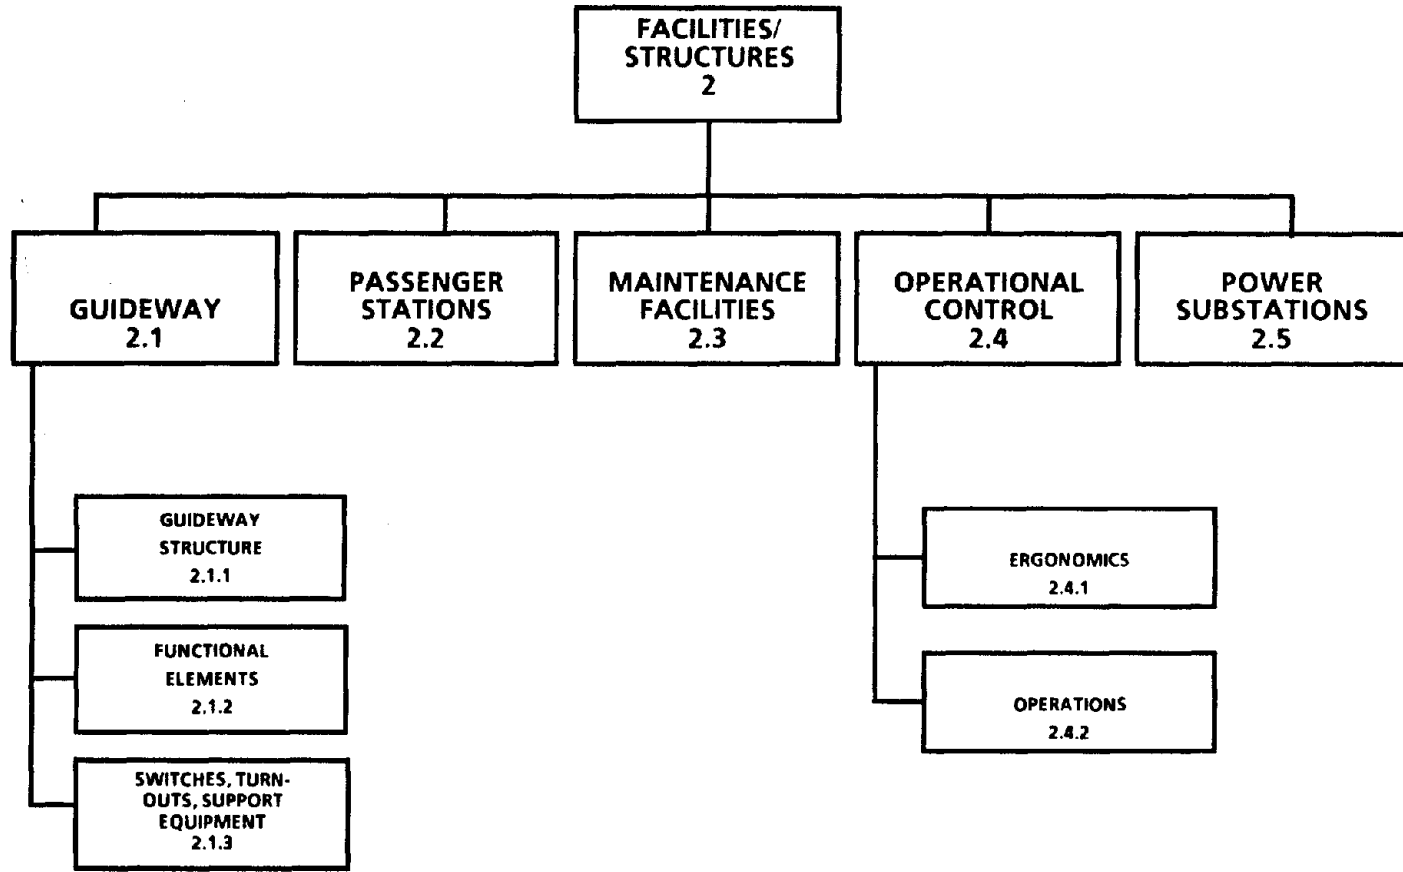 FACILITIES/
STRUCTURES
2
GUIDEWAY
2.1
PASSENGER
STATIONS
2.2
MAINTENANCE
FACILITIES
2.3
OPERATIONAL
CONTROL
2.4
POWER
SUBSTATIONS
2.5
GUIDEWAY
STRUCTURE
2.1.1
FUNCTIONAL
ELEMENTS
2.1.2
SWITCHES, TURN-
OUTS, SUPPORT
EQUIPMENT
2.1.3
ERGONOMICS
2.4.1
OPERATIONS
2.4.2